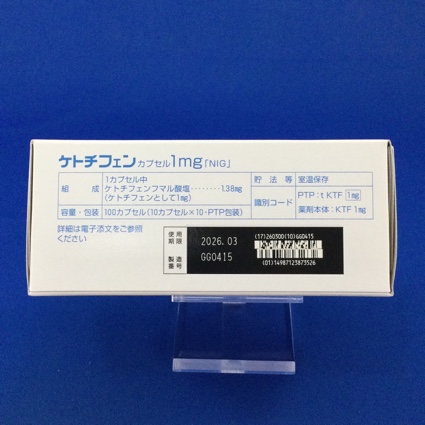 ケトチフェンカプセル1mg「NIG」
組成 1カプセル中
ケトチフェンフマル酸塩‥‥‥‥1.38mg
(ケトチフェンとして1mg)
貯法等 室温保存
識別コード PTP:t KTF 1mg
薬剤本体:KTF 1mg
容量・包装 100カプセル(10カプセル×10・PTP包装)
詳細は電子添文をご参照
ください
使用期限 2026.03
製造番号 GG0415
(17)260300(10)GG0415
(01)14987123873526